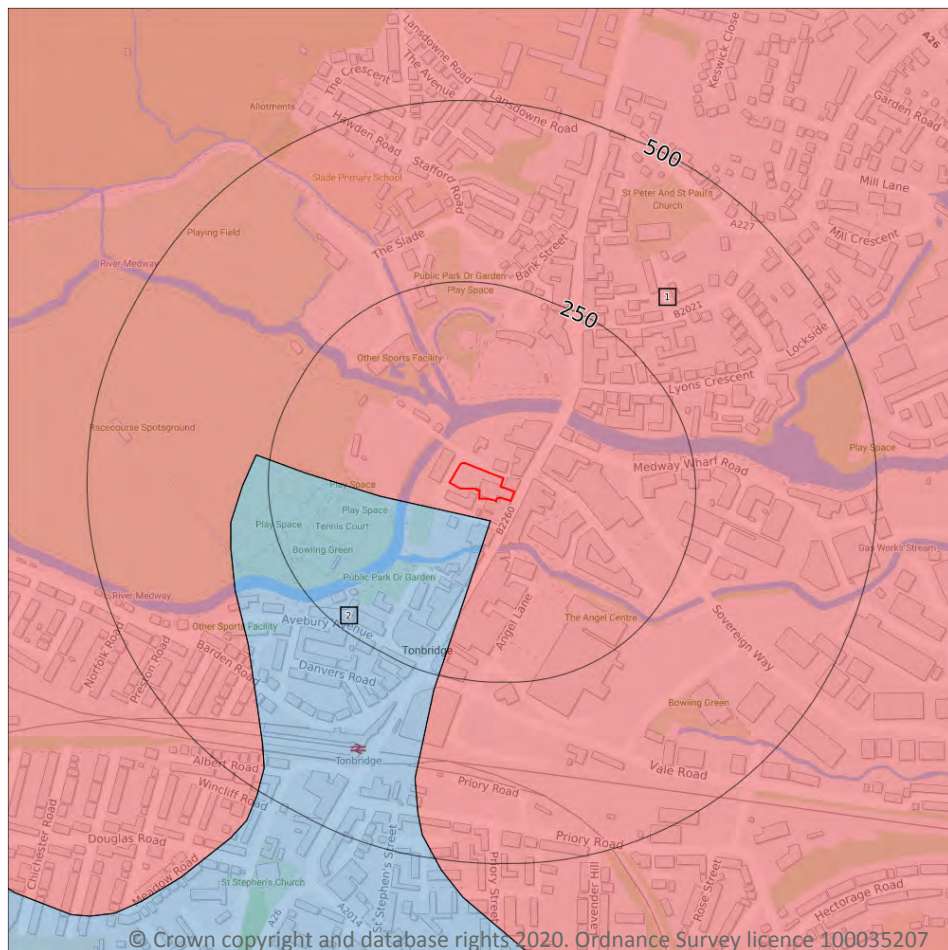 Lansdowne Road
The Avenue
The Crescent
Keswick Close
A26
Garden Road
Allotments
Hawden Road
Lansdowne Road
500
Stafford Road
Slade Primary School
St Peter And St Paul's
Church
Mill Lane
A227
Mill Crescent
Playing Field
The Slade
Bank Street
River Medway
Public Park Or Garden
Play Space
1
B2021
250
Lockside
Other Sports Facility
Lyons Crescent
Racecourse Spotsground
Play Space
Medway Wharf Road
Play Space
Play Space
Play Space
Tennis Court
B2260
Bowling Green
Gas Works Stream
Public Park Or Garden
River Medway
2
Other Sports Facility
Avebury Avenue
The Angel Centre
Angel Lane
Sovereign Way
Norfolk Road
Preston Road
Barden Road
Tonbridge
Danvers Road
Bowling Green
Albert Road
Tonbridge
Vale Road
Wincliff Road
Priory Road
Chichester Road
Douglas Road
Priory Road
Meadow Road
St Stephen's Church
A26
A2014
St Stephen's Street
Priory Street
Lavender Hill
Rose Street
Hectorage Road
© Crown copyright and database rights 2020. Ordnance Survey licence 100035207